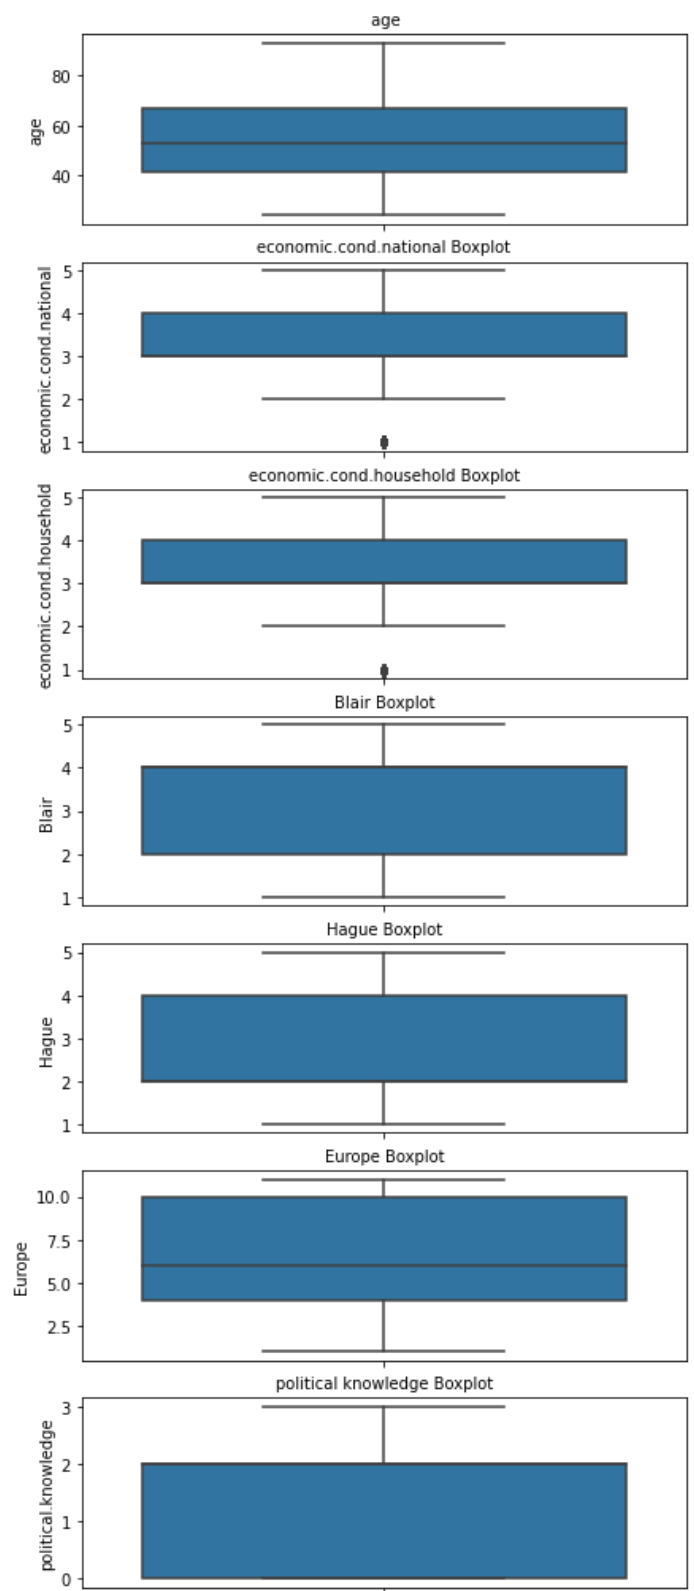 age
80
60
40
age
economic.cond.national Boxplot
5
4
3
2
1
economic.cond.national
economic.cond.household Boxplot
5
4
3
2
1
economic.cond.household
Blair Boxplot
5
4
3
2
1
Blair
Hague Boxplot
5
4
3
2
1
Hague
Europe Boxplot
10.0
7.5
5.0
2.5
Europe
political knowledge Boxplot
3
2
1
0
political.knowledge